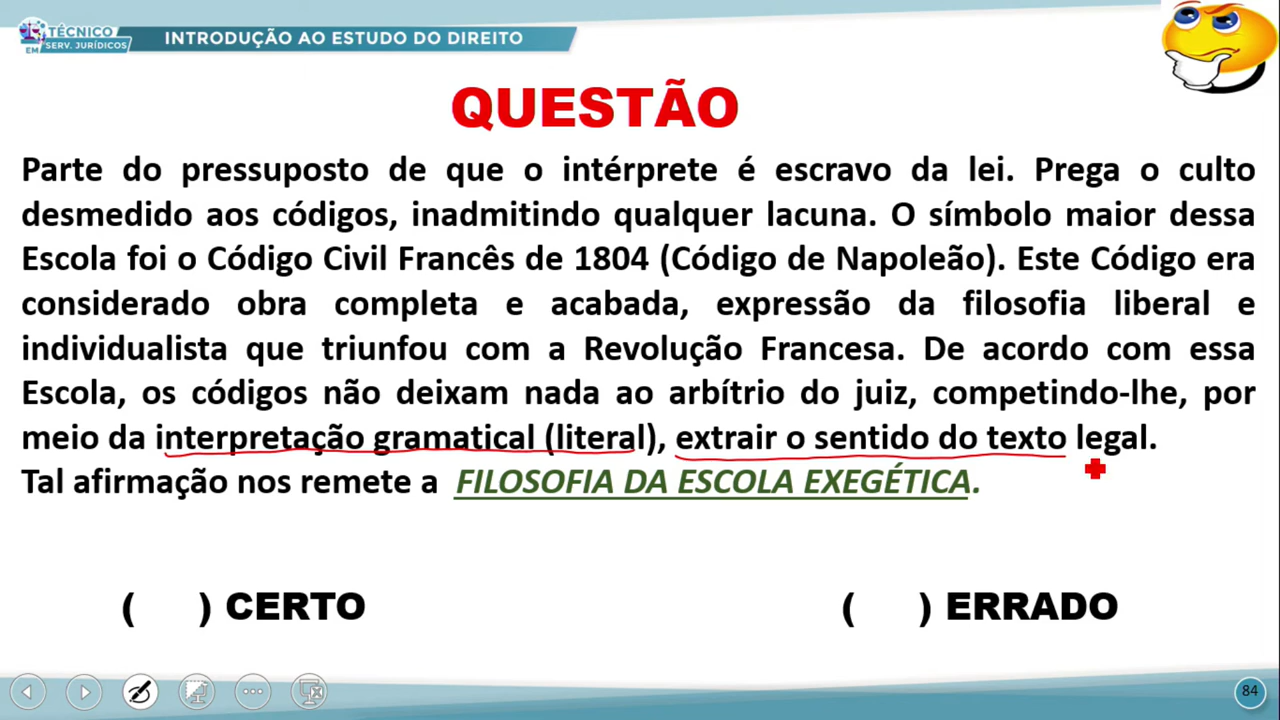 TÉCNICO
EM SERV. JURÍDICOS
INTRODUÇÃO AO ESTUDO DO DIREITO
QUESTÃO
Parte do pressuposto de que o intérprete é escravo da lei. Prega o culto
desmedido aos códigos, inadmitindo qualquer lacuna. O símbolo maior dessa
Escola foi o Código Civil Francês de 1804 (Código de Napoleão). Este Código era
considerado obra completa e acabada, expressão da filosofia liberal e
individualista que triunfou com a Revolução Francesa. De acordo com essa
Escola, os códigos não deixam nada ao arbítrio do juiz, competindo-lhe, por
meio da interpretação gramatical (literal), extrair o sentido do texto legal.
Tal afirmação nos remete a FILOSOFIA DA ESCOLA EXEGÉTICA.
( ) CERTO ( ) ERRADO
84